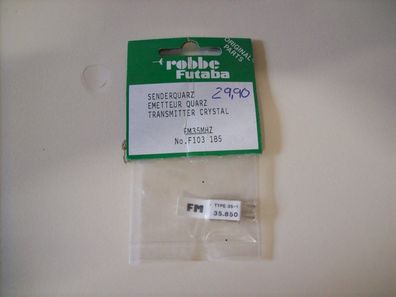 robbe
Futaba
ORIGINAL
PARTS
SENDERQUARZ
EMETTEUR QUARZ
TRANSMITTER CRYSTAL
29,90
FM35MHZ
No.F103 185
FM
TYPE 35-1
35.850